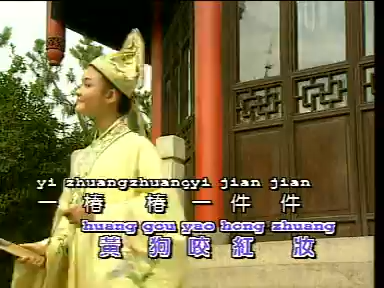 yi zhuangzhuangyi jian jian
一樁樁一件件
huang gou yao hong zhuang
黃狗咬紅妝